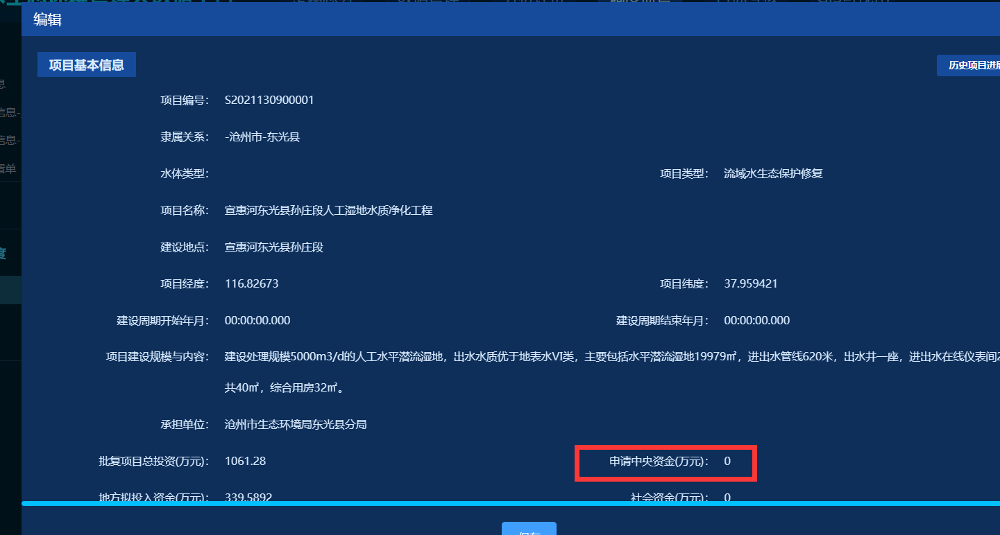 编辑
项目基本信息
历史项目进展
息
信息-
信息-
置单
度
项目编号： S2021130900001
隶属关系： -沧州市-东光县
水体类型： 项目类型： 流域水生态保护修复
项目名称： 宣惠河东光县孙庄段人工湿地水质净化工程
建设地点： 宣惠河东光县孙庄段
项目经度： 116.82673 项目纬度： 37.959421
建设周期开始年月： 00:00:00.000 建设周期结束年月： 00:00:00.000
项目建设规模与内容： 建设处理规模5000m3/d的人工水平潜流湿地，出水水质优于地表水VI类，主要包括水平潜流湿地19979㎡，进出水管线620米，出水井一座，进出水在线仪表间2
共40㎡，综合用房32㎡。
承担单位： 沧州市生态环境局东光县分局
批复项目总投资(万元)： 1061.28 申请中央资金(万元)： 0
地方拟投入资金(万元)： 339.5892 社会资金(万元)： 0
保存